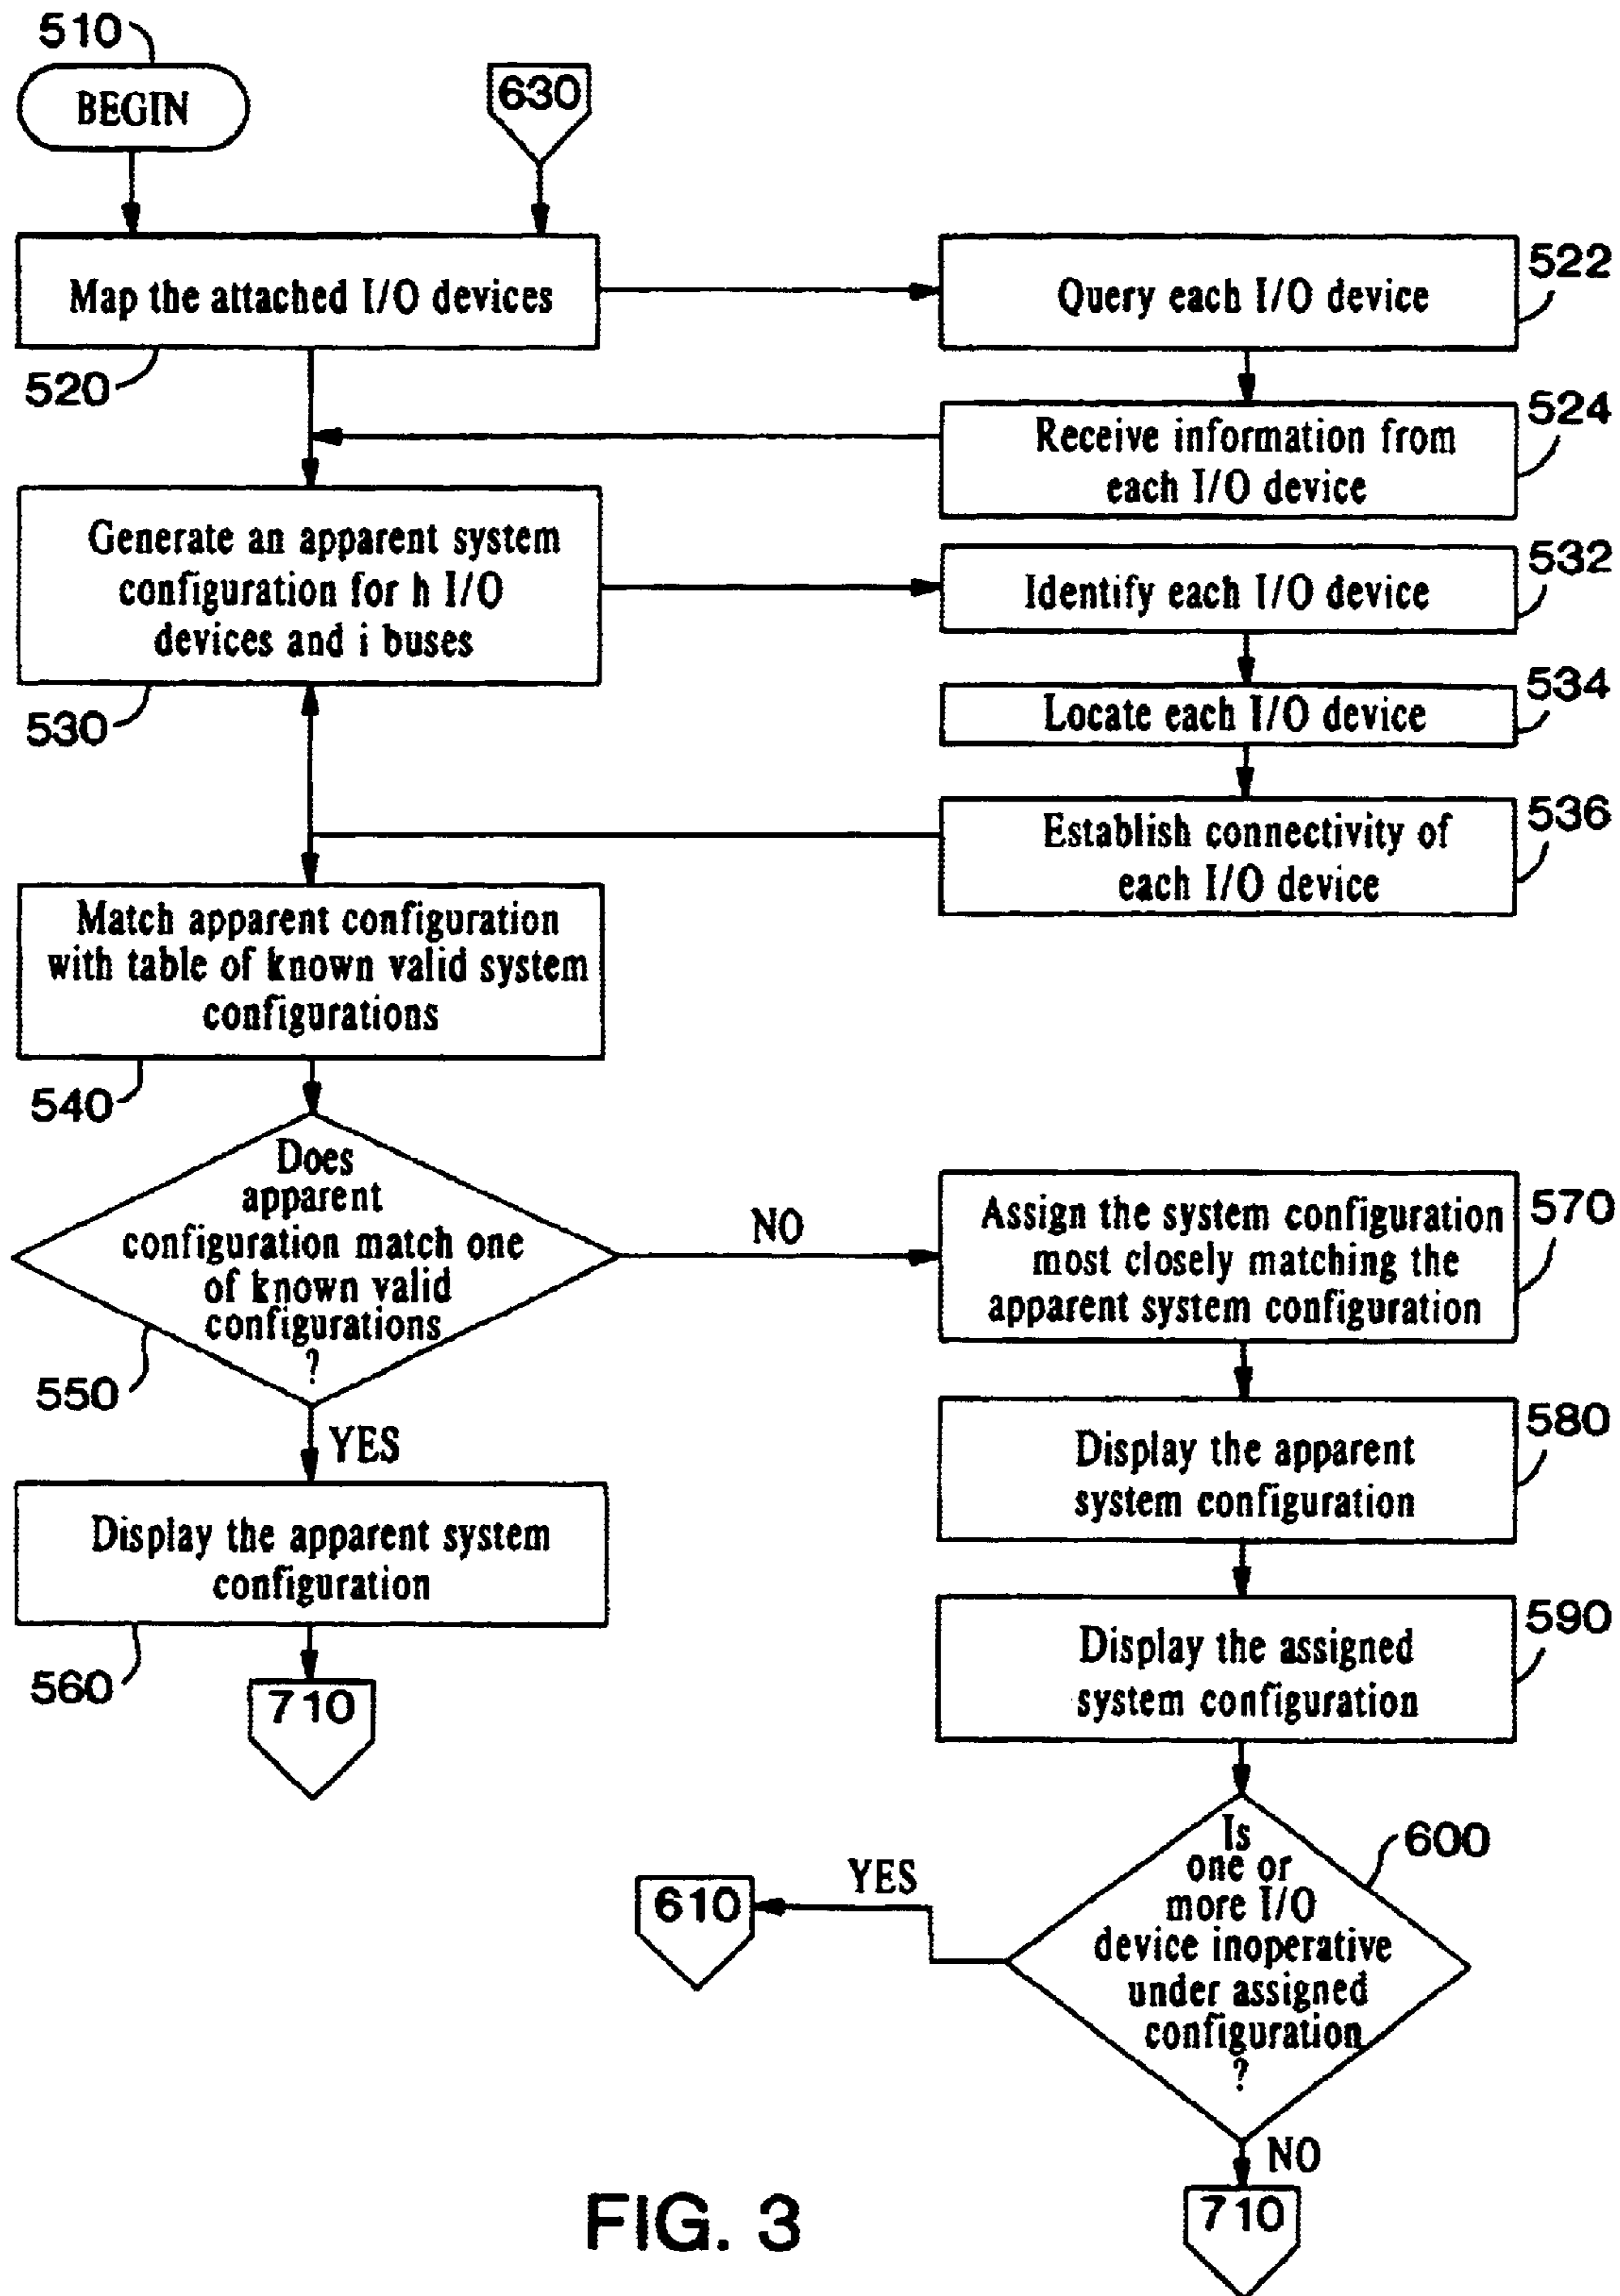 510
BEGIN
630
Map the attached I/O devices
520
Query each I/O device
522
Receive information from
each I/O device
524
Generate an apparent system
configuration for h I/O
devices and i buses
530
Identify each I/O device
532
Locate each I/O device
534
Establish connectivity of
each I/O device
536
Match apparent configuration
with table of known valid system
configurations
540
Does
apparent
configuration match one
of known valid
configurations
?
550
NO
YES
Assign the system configuration
most closely matching the
apparent system configuration
570
Display the apparent
system configuration
580
Display the apparent system
configuration
560
710
Display the assigned
system configuration
590
Is
one or
more I/O
device inoperative
under assigned
configuration
?
600
YES
610
NO
710
FIG. 3